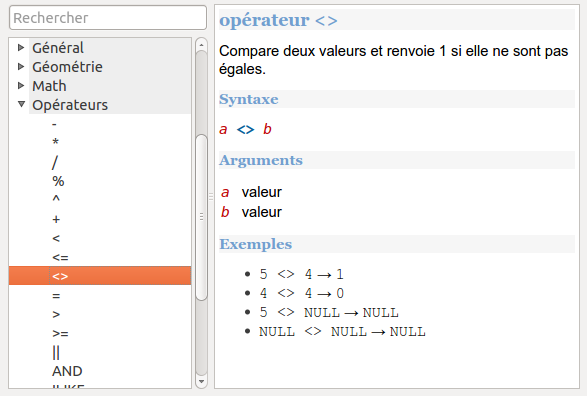 Rechercher
Général
Géométrie
Math
Opérateurs
-
*
/
%
^
+
<
<=
<>
=
>
>=
||
AND
ILIKE
opérateur <>
Compare deux valeurs et renvoie 1 si elle ne sont pas
égales.
Syntaxe
a <> b
Arguments
a valeur
b valeur
Exemples
• 5 <> 4 → 1
• 4 <> 4 → 0
• 5 <> NULL → NULL
• NULL <> NULL → NULL